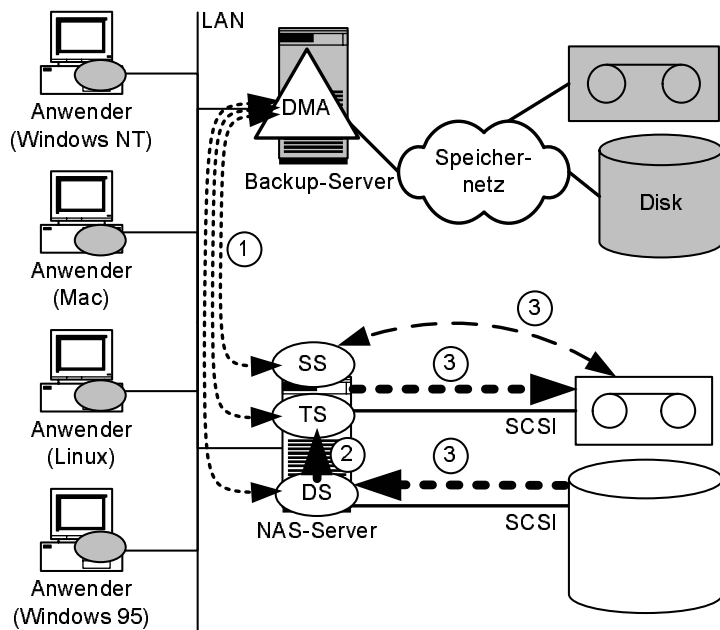 LAN
Anwender
(Windows NT)
DMA
Backup-Server
Speicher-
netz
Disk
Anwender
(Mac)
1
3
SS
3
TS
SCSI
Anwender
(Linux)
2
3
DS
NAS-Server
SCSI
Anwender
(Windows 95)